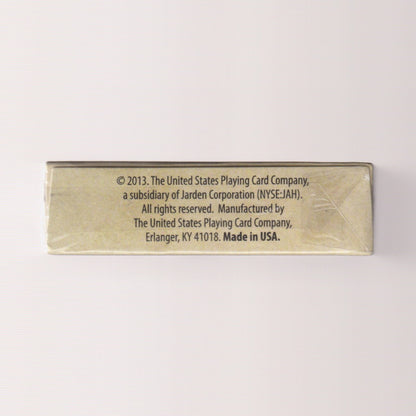 © 2013. The United States Playing Card Company,
a subsidiary of Jarden Corporation (NYSE:JAH).
All rights reserved.  Manufactured by
The United States Playing Card Company,
Erlanger, KY 41018. Made in USA.